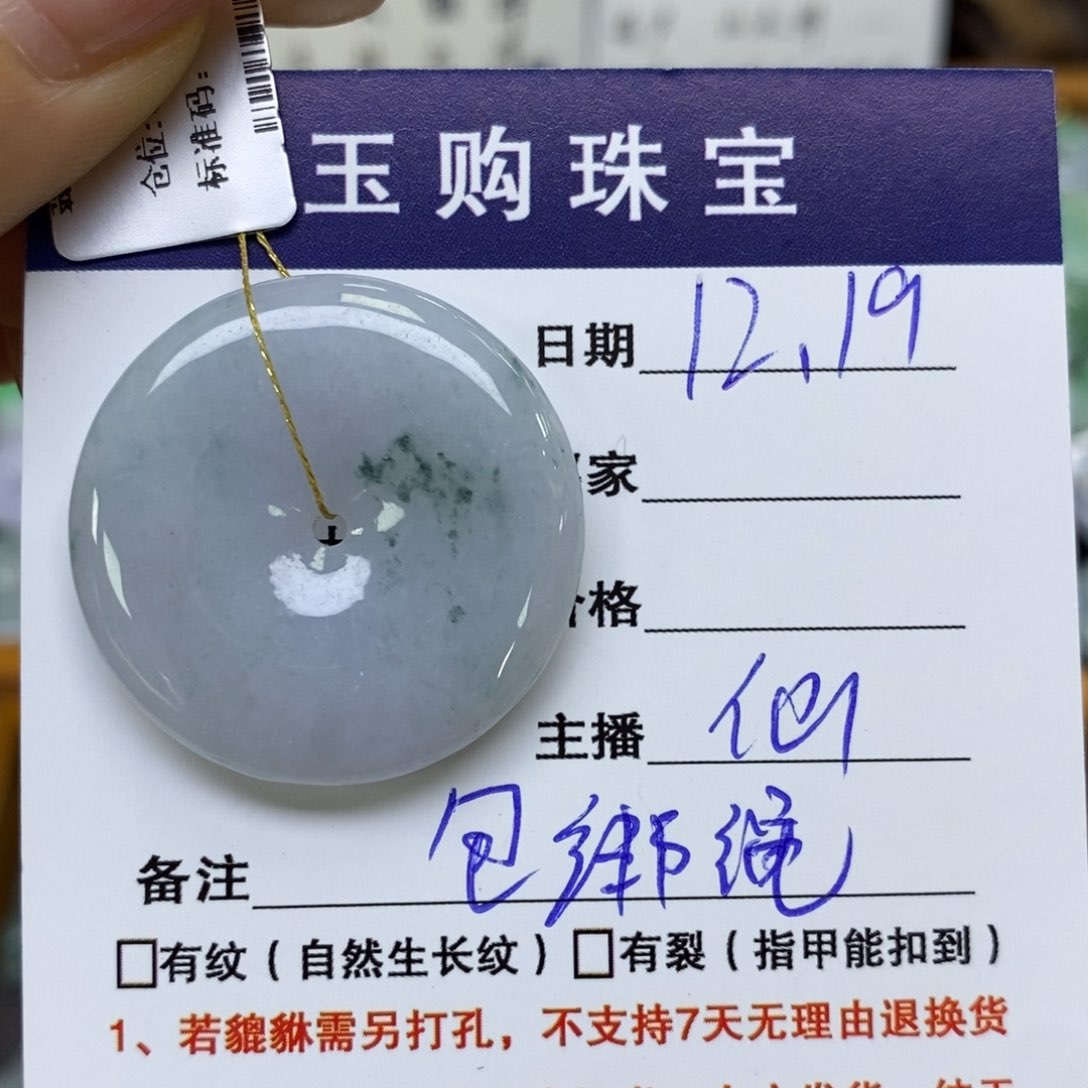 仓位:
标准码:
玉购珠宝
日期 12.19
家
价格
主播
备注 包绑绳
□有纹(自然生长纹)□有裂(指甲能扣到)
1、若貔貅需另打孔,不支持7天无理由退换货